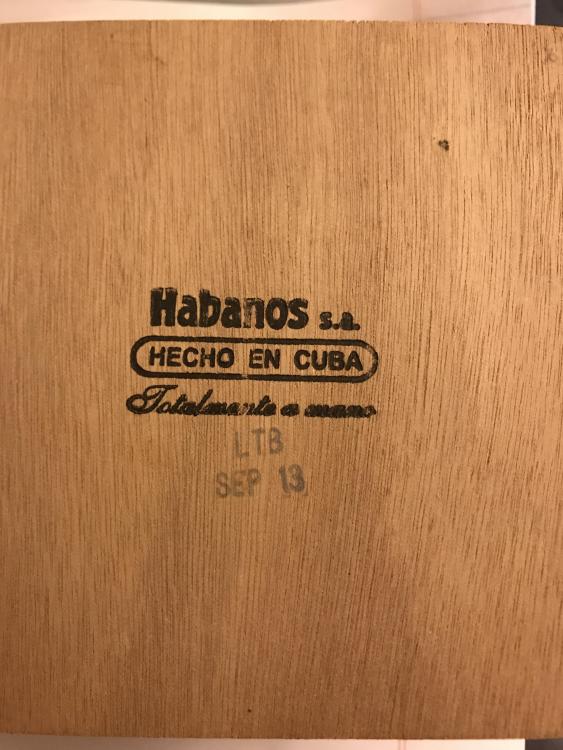 Habanos s.a.
HECHO EN CUBA
Totalmente a mano
LTB
SEP 13